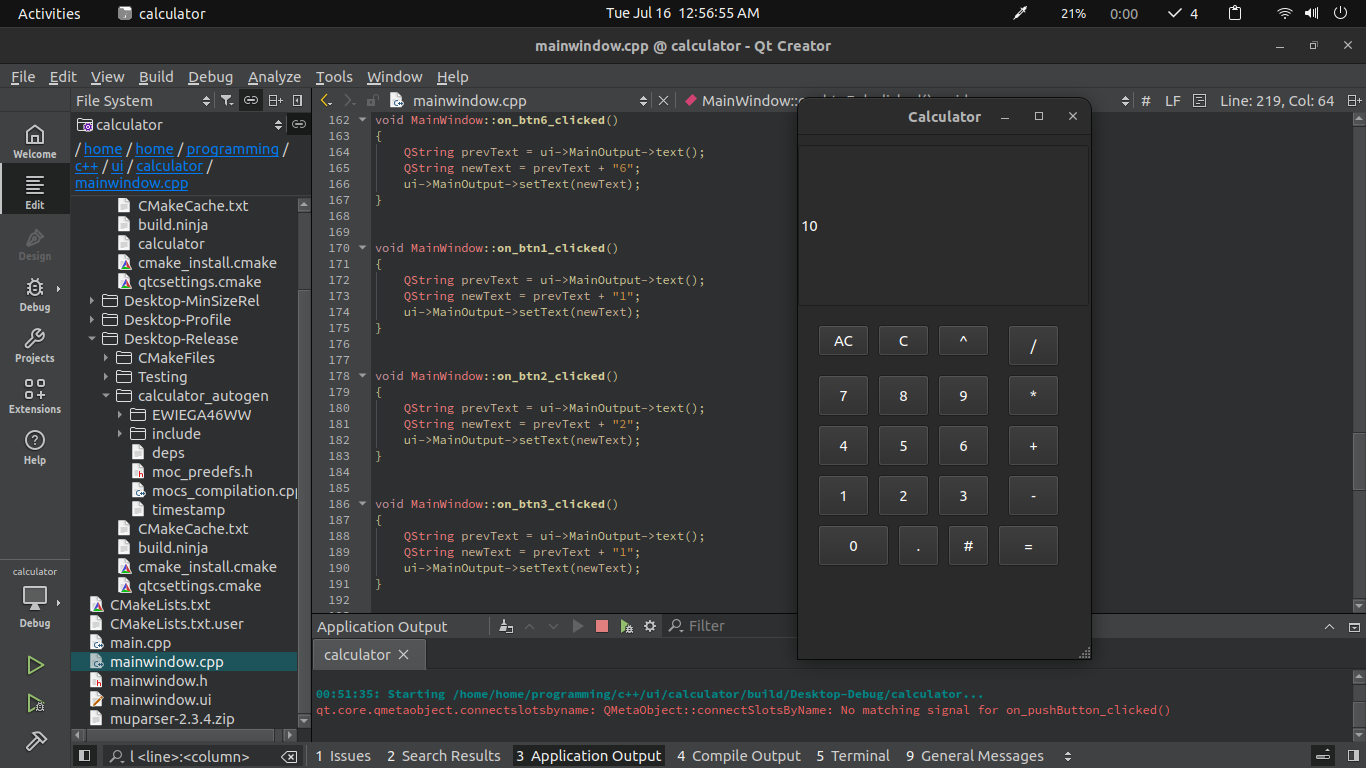 Activities calculator Tue Jul 16 12:56:55 AM 21% 0:00 4
mainwindow.cpp @ calculator - Qt Creator
File Edit View Build Debug Analyze Tools Window Help
File System mainwindow.cpp # LF Line: 219, Col: 64
calculator
/ home / home / programming /
c++ / ui / calculator /
mainwindow.cpp
CMakeCache.txt
build.ninja
calculator
cmake_install.cmake
qtcsettings.cmake
Desktop-MinSizeRel
Desktop-Profile
Desktop-Release
CMakeFiles
Testing
calculator_autogen
EWIEGA46WW
include
deps
moc_predefs.h
mocs_compilation.cpp
timestamp
CMakeCache.txt
build.ninja
cmake_install.cmake
qtcsettings.cmake
CMakeLists.txt
CMakeLists.txt.user
main.cpp
mainwindow.cpp
mainwindow.h
mainwindow.ui
muparser-2.3.4.zip
Welcome
Edit
Design
Debug
Projects
Extensions
Help
calculator
Debug
162 void MainWindow::on_btn6_clicked()
163 {
164 QString prevText = ui->MainOutput->text();
165 QString newText = prevText + "6";
166 ui->MainOutput->setText(newText);
167 }
168
169
170 void MainWindow::on_btn1_clicked()
171 {
172 QString prevText = ui->MainOutput->text();
173 QString newText = prevText + "1";
174 ui->MainOutput->setText(newText);
175 }
176
177
178 void MainWindow::on_btn2_clicked()
179 {
180 QString prevText = ui->MainOutput->text();
181 QString newText = prevText + "2";
182 ui->MainOutput->setText(newText);
183 }
184
185
186 void MainWindow::on_btn3_clicked()
187 {
188 QString prevText = ui->MainOutput->text();
189 QString newText = prevText + "1";
190 ui->MainOutput->setText(newText);
191 }
192
Calculator
10
AC C ^ /
7 8 9 *
4 5 6 +
1 2 3 -
0 . # =
Application Output Filter
calculator
00:51:35: Starting /home/home/programming/c++/ui/calculator/build/Desktop-Debug/calculator...
qt.core.qmetaobject.connectslotsbyname: QMetaObject::connectSlotsByName: No matching signal for on_pushButton_clicked()
l <line>:<column> 1 Issues 2 Search Results 3 Application Output 4 Compile Output 5 Terminal 9 General Messages